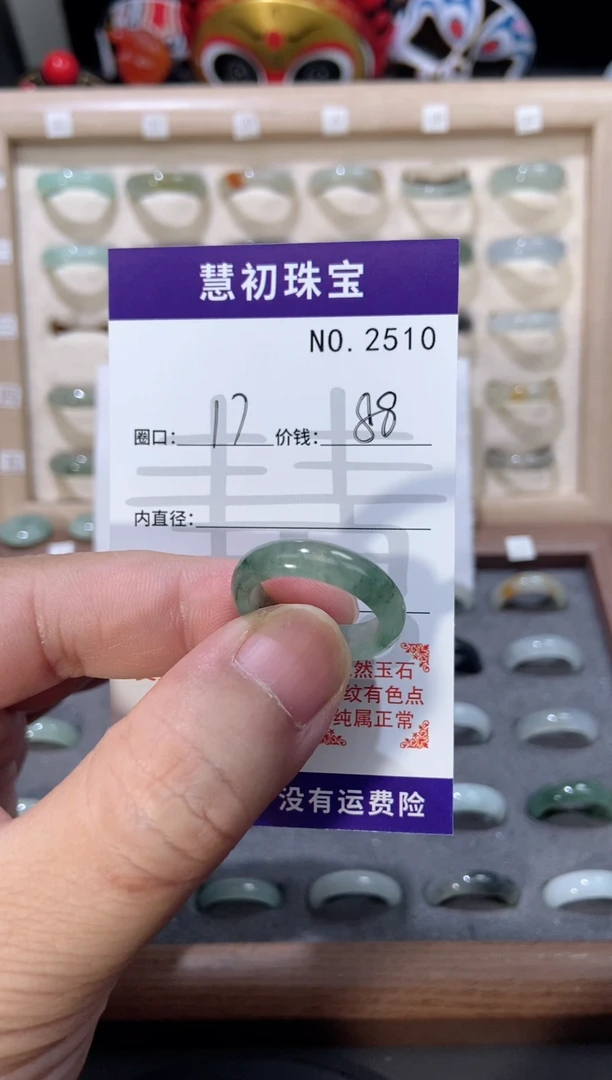 慧初珠宝
NO.2510
圈口: 17 价钱: 88
内直径:
然玉石
纹有色点
纯属正常
没有运费险